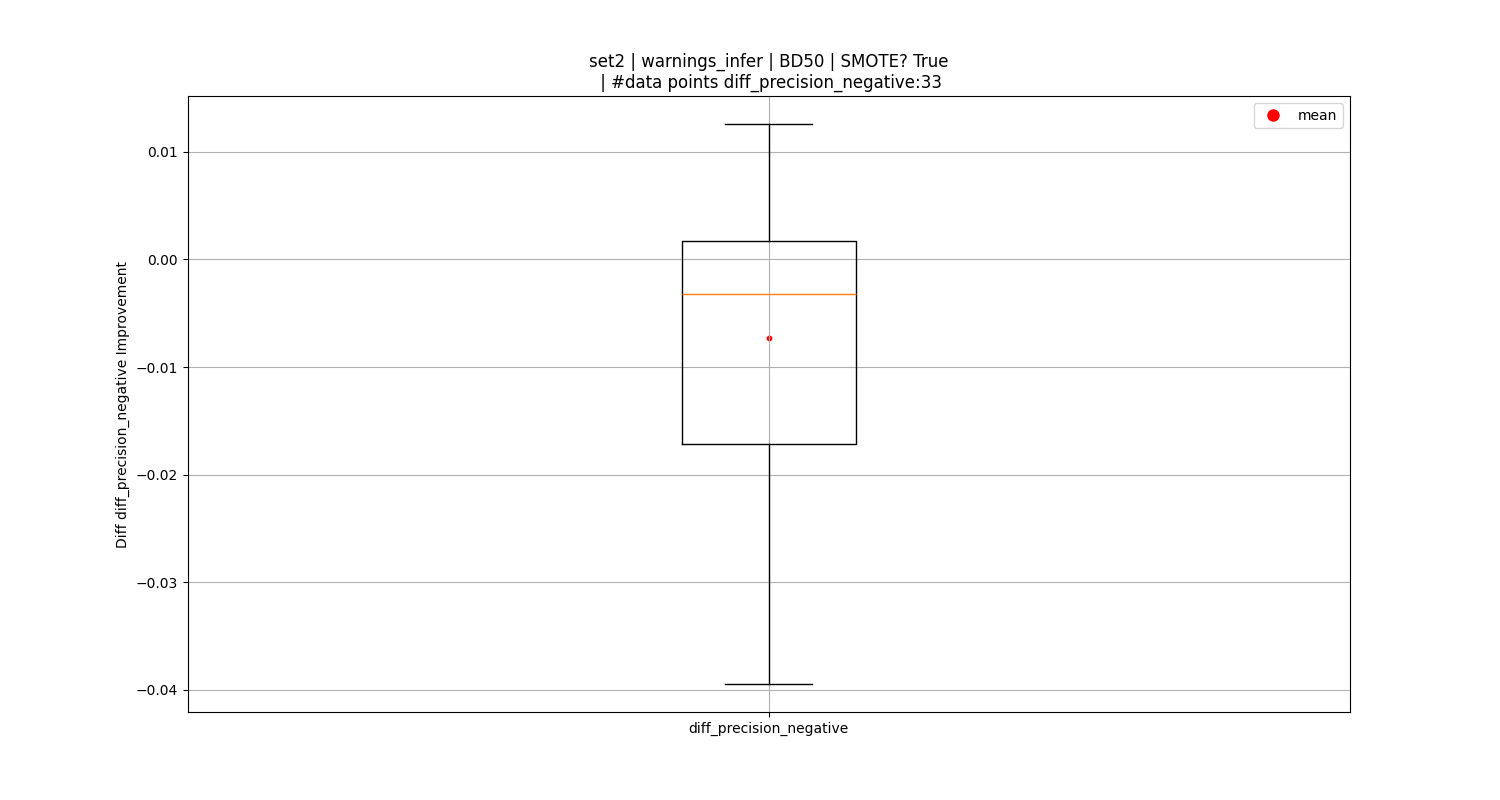 set2 | warnings_infer | BD50 | SMOTE? True
| #data points diff_precision_negative:33
mean
0.01
0.00
−0.01
−0.02
−0.03
−0.04
Diff diff_precision_negative Improvement
diff_precision_negative